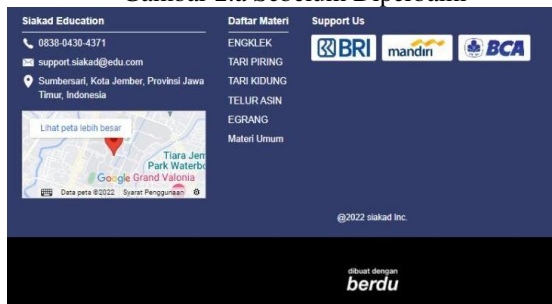 Gambar 2.a Sebelum Diperbaiki
Siakad Education
0838-0430-4371
support.siakad@edu.com
Sumbersari, Kota Jember, Provinsi Jawa
Timur, Indonesia
Lihat peta lebih besar
Tiara Jem
Park Waterbo
Google Grand Valonia
Data peta ©2022 Syarat Penggunaan
Daftar Materi
ENGKLEK
TARI PIRING
TARI KIDUNG
TELUR ASIN
EGRANG
Materi Umum
Support Us
BRI
mandiri
BCA
@2022 siakad Inc.
dibuat dengan
berdu